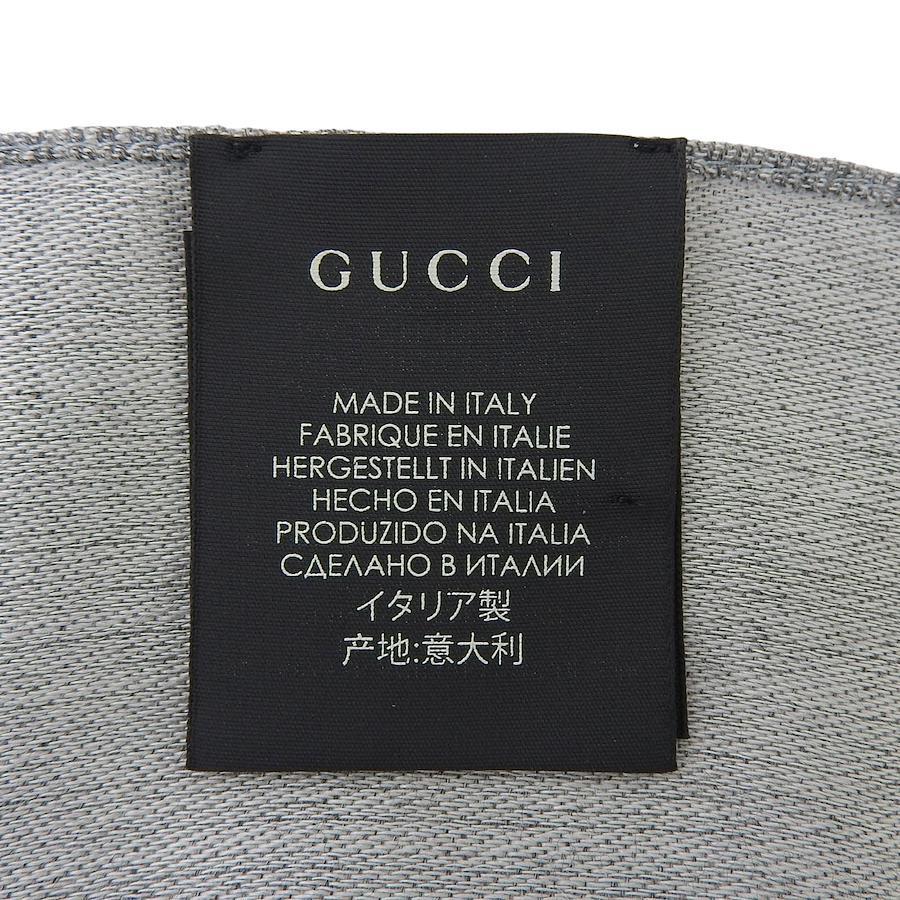 GUCCI
MADE IN ITALY
FABRIQUE EN ITALIE
HERGESTELLT IN ITALIEN
HECHO EN ITALIA
PRODUZIDO NA ITALIA
СДЕЛАНО В ИТАЛИИ
イタリア製
产地:意大利